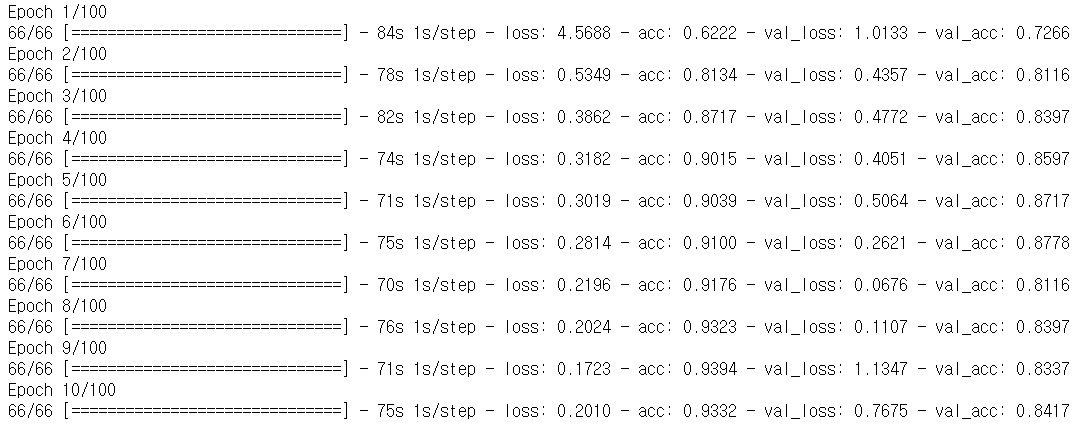 Epoch 1/100
66/66 [==============================] - 84s 1s/step - loss: 4.5688 - acc: 0.6222 - val_loss: 1.0133 - val_acc: 0.7266
Epoch 2/100
66/66 [==============================] - 78s 1s/step - loss: 0.5349 - acc: 0.8134 - val_loss: 0.4357 - val_acc: 0.8116
Epoch 3/100
66/66 [==============================] - 82s 1s/step - loss: 0.3862 - acc: 0.8717 - val_loss: 0.4772 - val_acc: 0.8397
Epoch 4/100
66/66 [==============================] - 74s 1s/step - loss: 0.3182 - acc: 0.9015 - val_loss: 0.4051 - val_acc: 0.8597
Epoch 5/100
66/66 [==============================] - 71s 1s/step - loss: 0.3019 - acc: 0.9039 - val_loss: 0.5064 - val_acc: 0.8717
Epoch 6/100
66/66 [==============================] - 75s 1s/step - loss: 0.2814 - acc: 0.9100 - val_loss: 0.2621 - val_acc: 0.8778
Epoch 7/100
66/66 [==============================] - 70s 1s/step - loss: 0.2196 - acc: 0.9176 - val_loss: 0.0676 - val_acc: 0.8116
Epoch 8/100
66/66 [==============================] - 76s 1s/step - loss: 0.2024 - acc: 0.9323 - val_loss: 0.1107 - val_acc: 0.8397
Epoch 9/100
66/66 [==============================] - 71s 1s/step - loss: 0.1723 - acc: 0.9394 - val_loss: 1.1347 - val_acc: 0.8337
Epoch 10/100
66/66 [==============================] - 75s 1s/step - loss: 0.2010 - acc: 0.9332 - val_loss: 0.7675 - val_acc: 0.8417